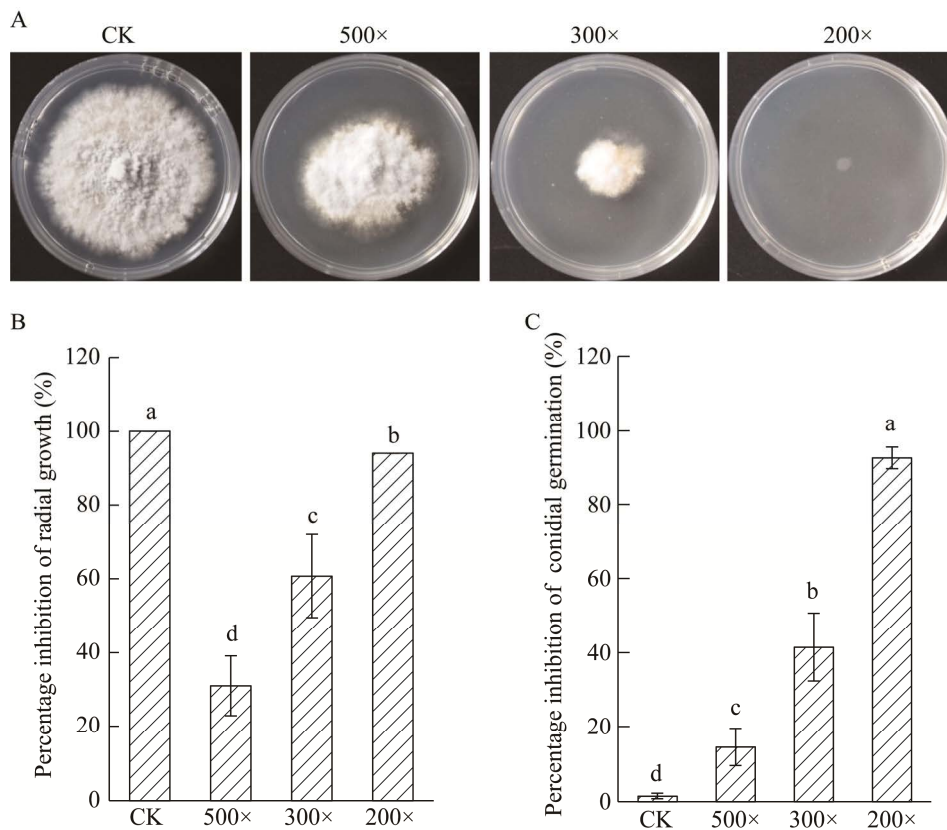 A
CK 500× 300× 200×
B
Percentage inhibition of radial growth (%)
120
100
80
60
40
20
0
a
d
c
b
CK 500× 300× 200×
C
Percentage inhibition of conidial germination (%)
120
100
80
60
40
20
0
d
c
b
a
CK 500× 300× 200×